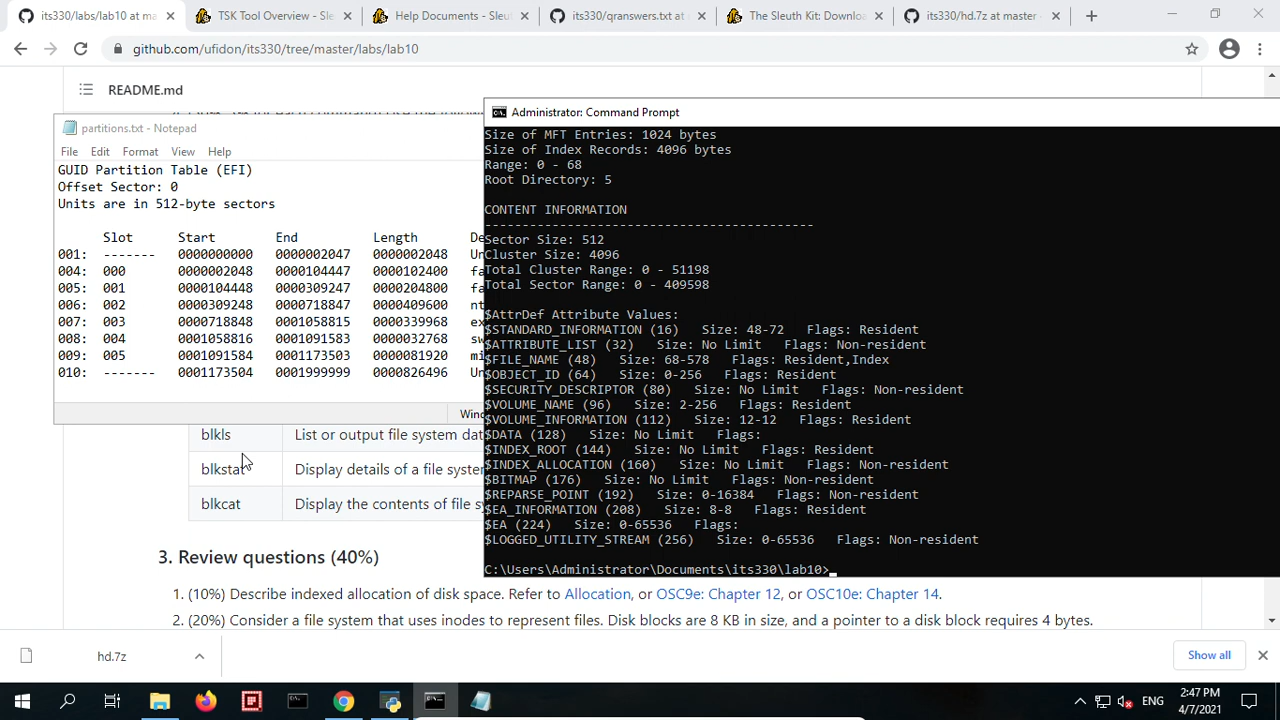 its330/labs/lab10 at ma
TSK Tool Overview - Sle
Help Documents - Sleut
its330/qranswers.txt at
The Sleuth Kit: Downloa
its330/hd.7z at master
github.com/ufidon/its330/tree/master/labs/lab10
README.md
partitions.txt - Notepad
File Edit Format View Help
GUID Partition Table (EFI)
Offset Sector: 0
Units are in 512-byte sectors
Slot Start End Length De
001: ------- 0000000000 0000002047 0000002048 Un
004: 000 0000002048 0000104447 0000102400 fa
005: 001 0000104448 0000309247 0000204800 fa
006: 002 0000309248 0000718847 0000409600 nt
007: 003 0000718848 0001058815 0000339968 ex
008: 004 0001058816 0001091583 0000032768 sw
009: 005 0001091584 0001173503 0000081920 mi
010: ------- 0001173504 0001999999 0000826496 Un
Wind
Administrator: Command Prompt
Size of MFT Entries: 1024 bytes
Size of Index Records: 4096 bytes
Range: 0 - 68
Root Directory: 5
CONTENT INFORMATION
--------------------------------------------
Sector Size: 512
Cluster Size: 4096
Total Cluster Range: 0 - 51198
Total Sector Range: 0 - 409598
$AttrDef Attribute Values:
$STANDARD_INFORMATION (16) Size: 48-72 Flags: Resident
$ATTRIBUTE_LIST (32) Size: No Limit Flags: Non-resident
$FILE_NAME (48) Size: 68-578 Flags: Resident,Index
$OBJECT_ID (64) Size: 0-256 Flags: Resident
$SECURITY_DESCRIPTOR (80) Size: No Limit Flags: Non-resident
$VOLUME_NAME (96) Size: 2-256 Flags: Resident
$VOLUME_INFORMATION (112) Size: 12-12 Flags: Resident
$DATA (128) Size: No Limit Flags:
$INDEX_ROOT (144) Size: No Limit Flags: Resident
$INDEX_ALLOCATION (160) Size: No Limit Flags: Non-resident
$BITMAP (176) Size: No Limit Flags: Non-resident
$REPARSE_POINT (192) Size: 0-16384 Flags: Non-resident
$EA_INFORMATION (208) Size: 8-8 Flags: Resident
$EA (224) Size: 0-65536 Flags:
$LOGGED_UTILITY_STREAM (256) Size: 0-65536 Flags: Non-resident
C:\Users\Administrator\Documents\its330\lab10>
blkls List or output file system dat
blkstat Display details of a file syste
blkcat Display the contents of file s
3. Review questions (40%)
1. (10%) Describe indexed allocation of disk space. Refer to Allocation, or OSC9e: Chapter 12, or OSC10e: Chapter 14.
2. (20%) Consider a file system that uses inodes to represent files. Disk blocks are 8 KB in size, and a pointer to a disk block requires 4 bytes.
hd.7z
Show all
ENG
2:47 PM
4/7/2021